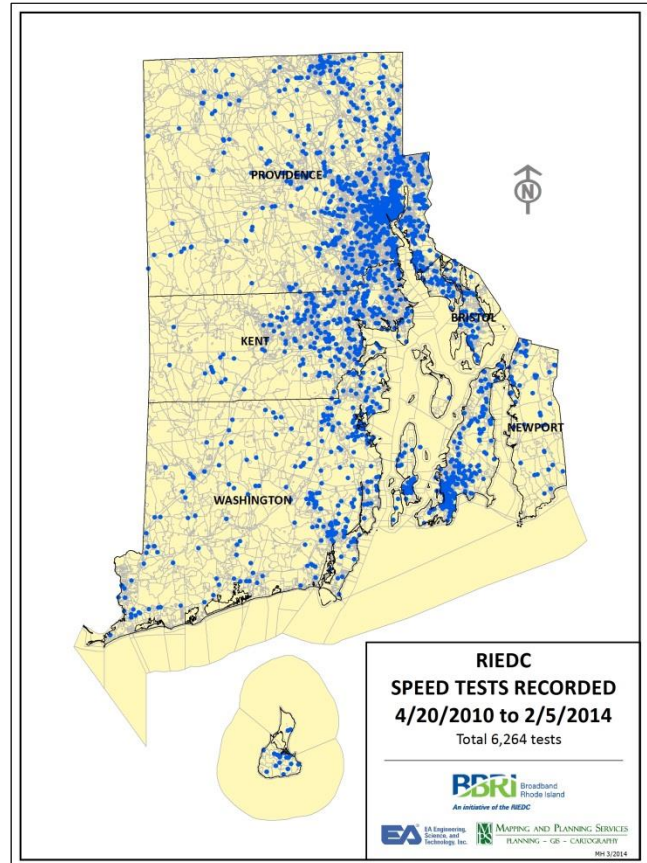 PROVIDENCE
N
KENT
BRISTOL
NEWPORT
WASHINGTON
RIEDC
SPEED TESTS RECORDED
4/20/2010 to 2/5/2014
Total 6,264 tests
BBRI Broadband
Rhode Island
An initiative of the RIEDC
EA EA Engineering,
Science, and
Technology, Inc.
MAPPING AND PLANNING SERVICES
PLANNING - GIS - CARTOGRAPHY
MH 3/2014